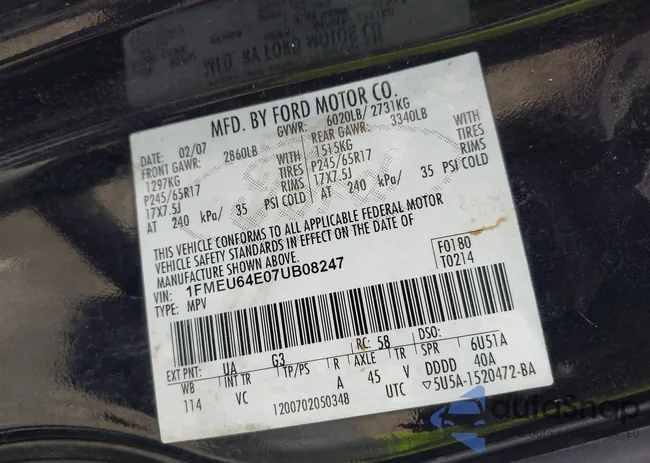 MFD. BY FORD MOTOR CO.
DATE: 02/07 GVWR: 6020LB/ 2731KG
FRONT GAWR: 2860LB WITH REAR GAWR: 3340LB WITH
1297KG TIRES 1515KG TIRES
P245/65R17 RIMS P245/65R17 RIMS
17X7.5J 17X7.5J
AT 240 kPa/ 35 PSI COLD AT 240 kPa/ 35 PSI COLD
THIS VEHICLE CONFORMS TO ALL APPLICABLE FEDERAL MOTOR
VEHICLE SAFETY STANDARDS IN EFFECT ON THE DATE OF
MANUFACTURE SHOWN ABOVE.
VIN: 1FMEU64E07UB08247 F0180
TYPE: MPV T0214
EXT PNT: UA G3 RC: 58 DSO:
WB INT TR TP/PS R AXLE TR SPR 6U51A
114 VC A 45 V DDDD 40A
1200702050348 UTC ▽5U5A-1520472-BA
autoSnap